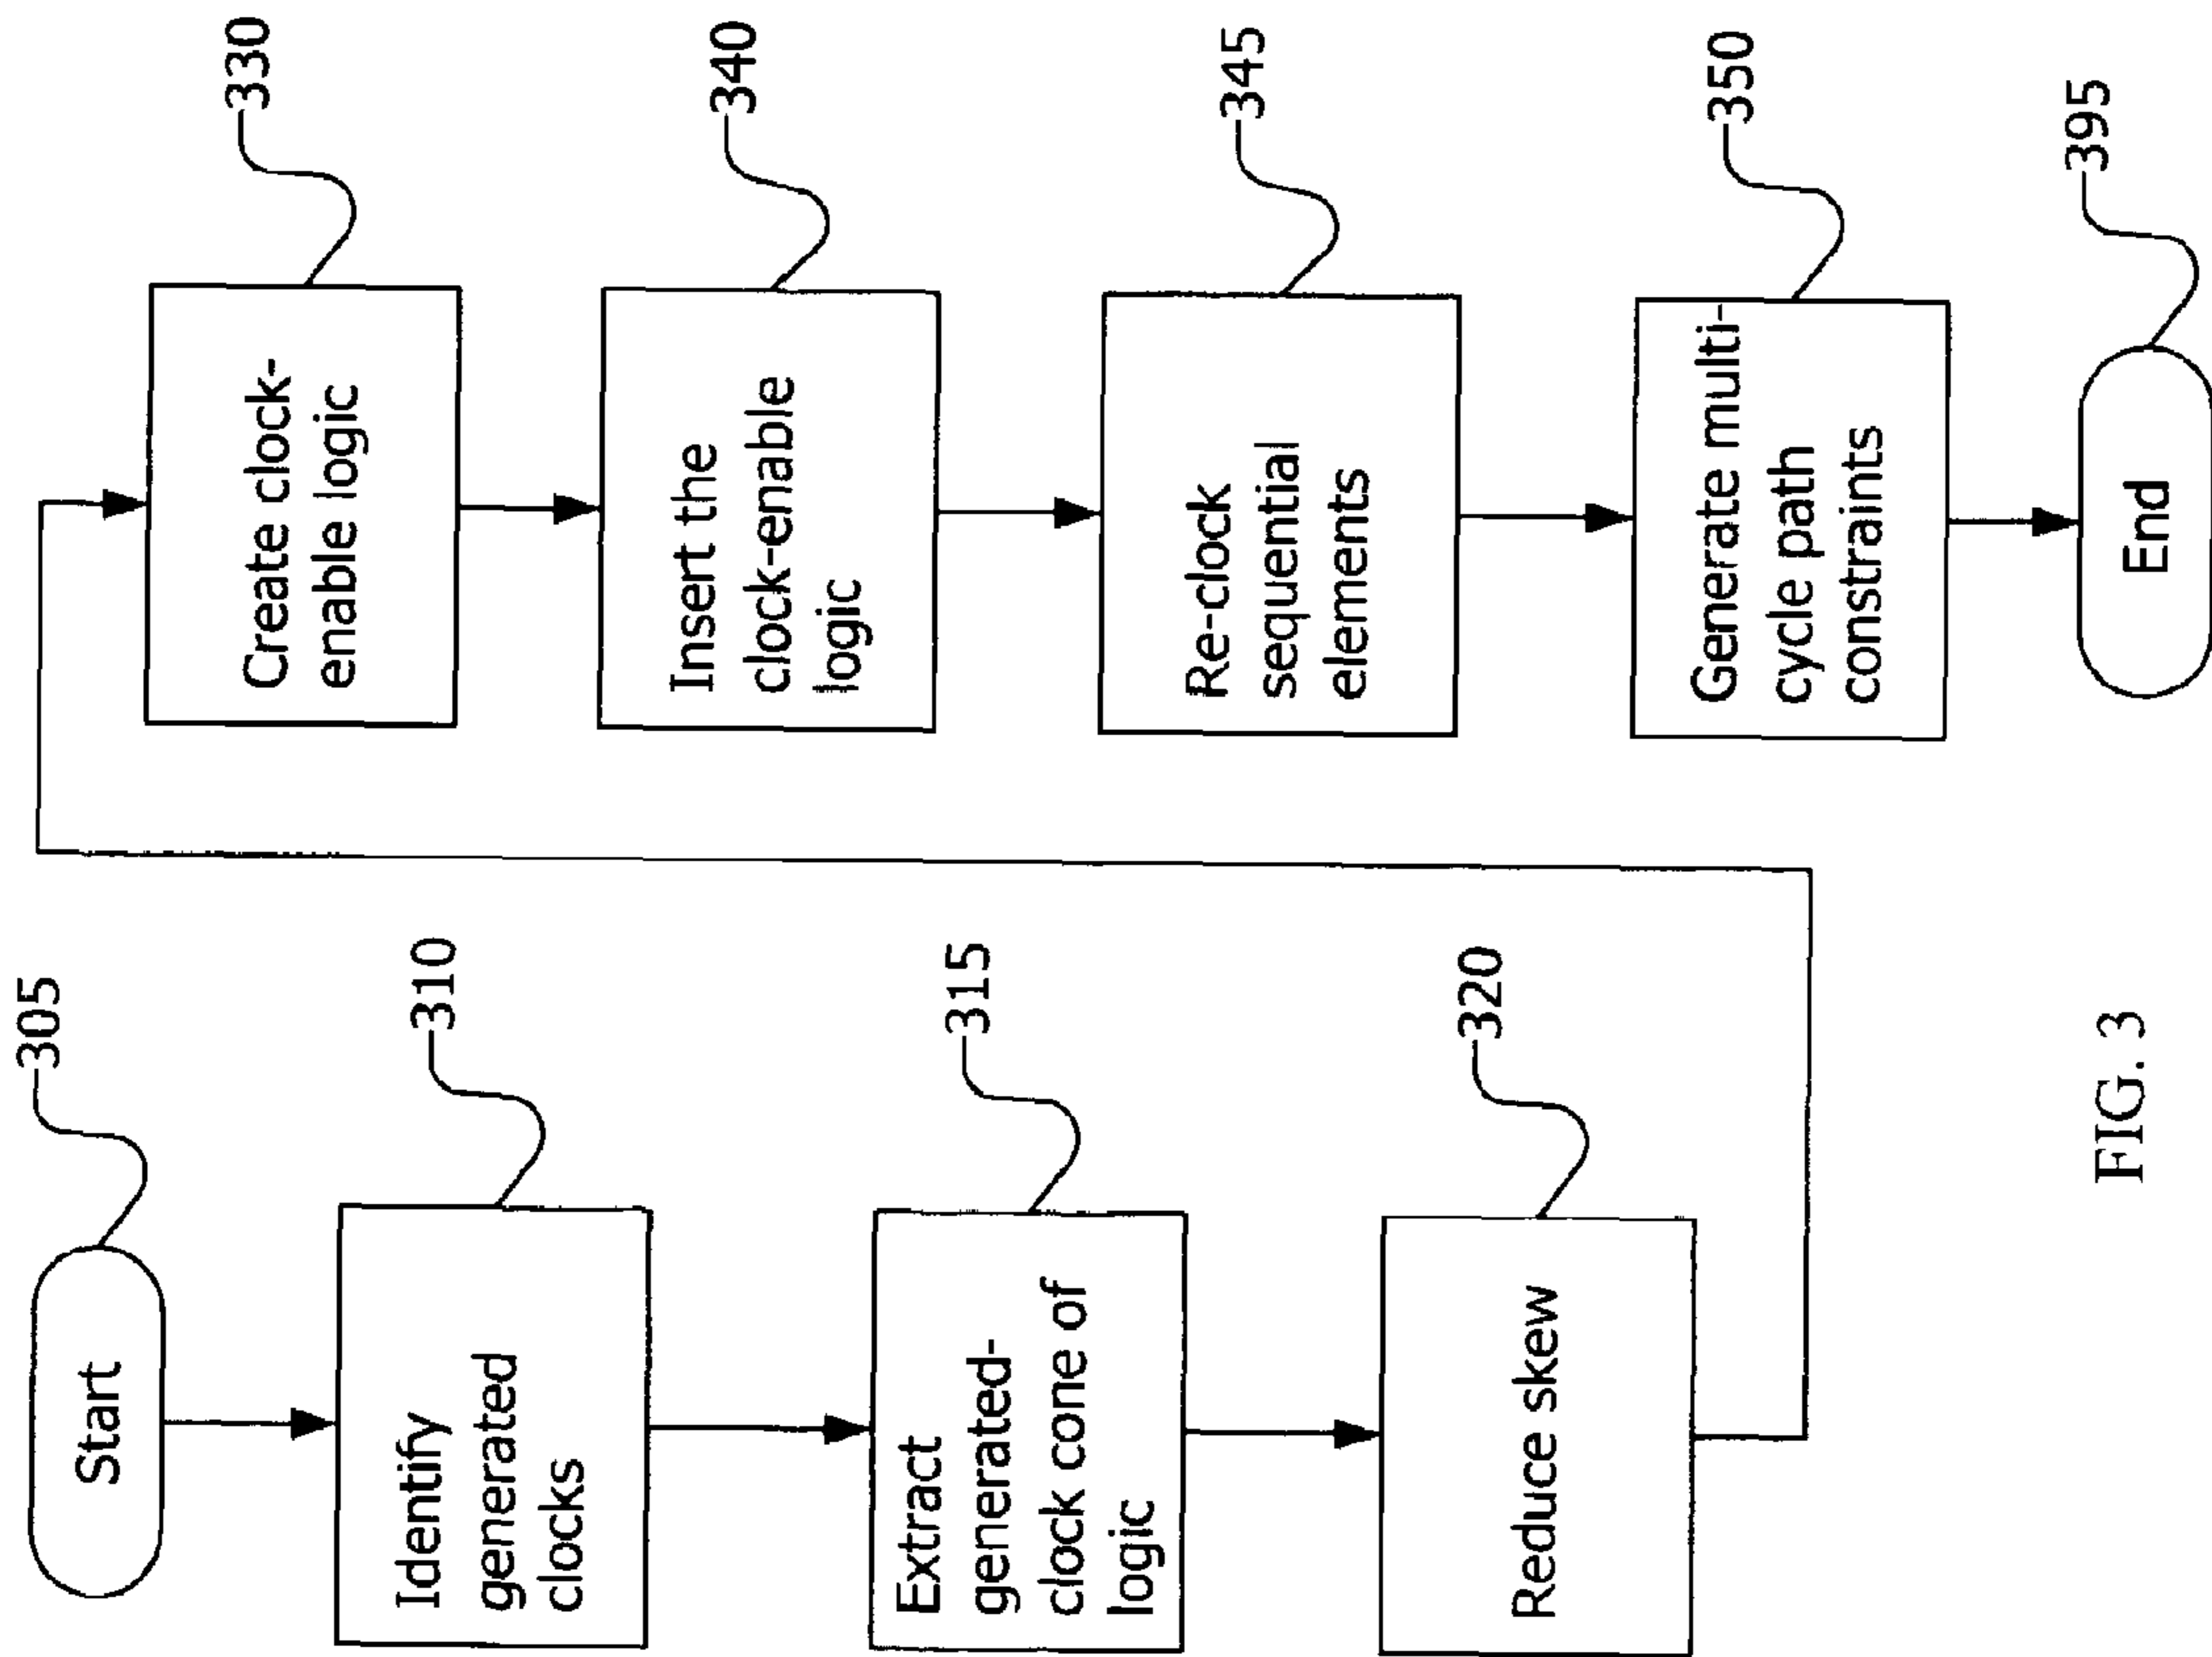 305
Start
310
Identify
generated
clocks
315
Extract
generated-
clock cone of
logic
320
Reduce skew
330
Create clock-
enable logic
340
Insert the
clock-enable
logic
345
Re-clock
sequential
elements
350
Generate multi-
cycle path
constraints
395
End
FIG. 3